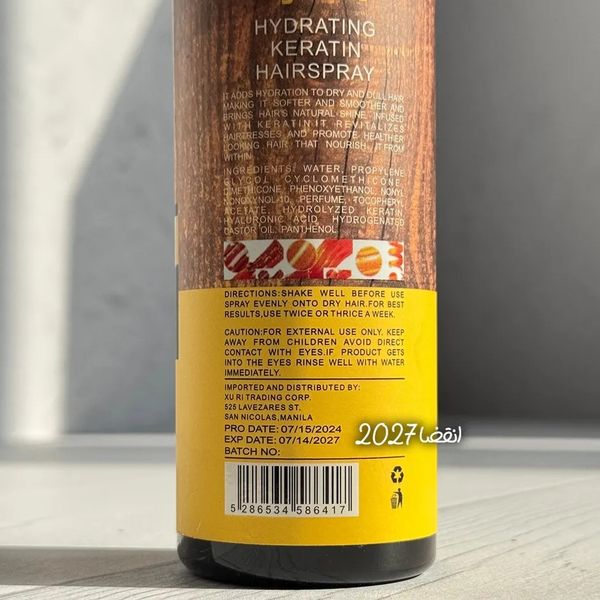 HYDRATING
KERATIN
HAIRSPRAY
IT ADDS HYDRATION TO DRY AND DULL HAIR
MAKING IT SOFTER AND SMOOTHER AND
BRINGS HAIR'S NATURAL SHINE. INFUSED
WITH KERATIN IT REVITALIZES
HAIRTRESSES AND PROMOTE HEALTHIER
LOOKING HAIR THAT NOURISH IT FROM
WITHIN.
INGREDIENTS: WATER, PROPYLENE
GLYCOL, CYCLOMETHICONE,
DIMETHICONE, PHENOXYETHANOL, NONYL
NONOXYNOL-10, PERFUME, TOCOPHERYL
ACETATE, HYDROLYZED KERATIN,
HYALURONIC ACID, HYDROGENATED
CASTOR OIL, PANTHENOL.
DIRECTIONS:SHAKE WELL BEFORE USE
SPRAY EVENLY ONTO DRY HAIR.FOR BEST
RESULTS,USE TWICE OR THRICE A WEEK.
CAUTION:FOR EXTERNAL USE ONLY. KEEP
AWAY FROM CHILDREN AVOID DIRECT
CONTACT WITH EYES.IF PRODUCT GETS
INTO THE EYES RINSE WELL WITH WATER
IMMEDIATELY.
IMPORTED AND DISTRIBUTED BY:
XU RI TRADING CORP.
525 LAVEZARES ST.
SAN NICOLAS,MANILA
PRO DATE: 07/15/2024
EXP DATE: 07/14/2027
انقضا 2027
BATCH NO:
5 286534 586417